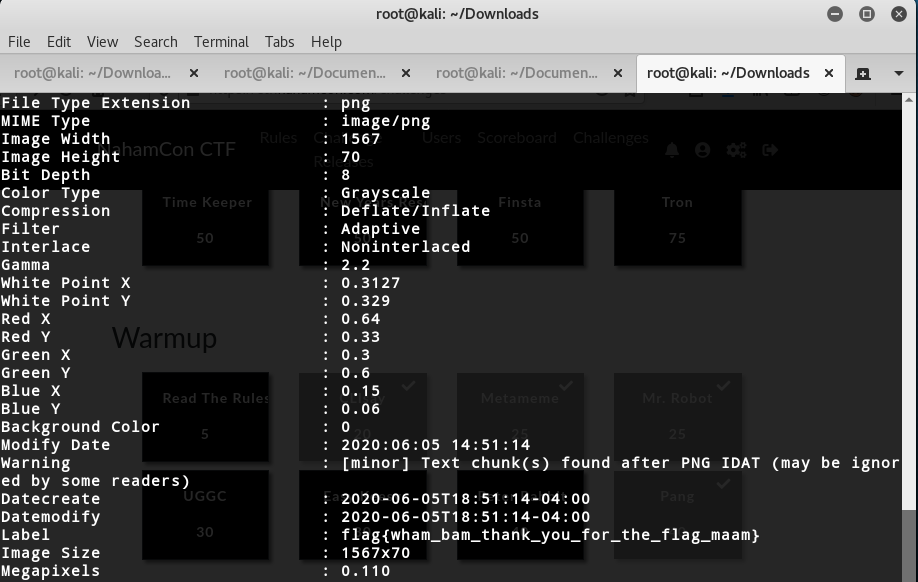 root@kali: ~/Downloads
File Edit View Search Terminal Tabs Help
root@kali: ~/Downloa... × root@kali: ~/Documen... × root@kali: ~/Documen... × root@kali: ~/Downloads ×
File Type Extension : png
MIME Type : image/png
Image Width : 1567
Image Height : 70
Bit Depth : 8
Color Type : Grayscale
Compression : Deflate/Inflate
Filter : Adaptive
Interlace : Noninterlaced
Gamma : 2.2
White Point X : 0.3127
White Point Y : 0.329
Red X : 0.64
Red Y : 0.33
Green X : 0.3
Green Y : 0.6
Blue X : 0.15
Blue Y : 0.06
Background Color : 0
Modify Date : 2020:06:05 14:51:14
Warning : [minor] Text chunk(s) found after PNG IDAT (may be ignor
ed by some readers)
Datecreate : 2020-06-05T18:51:14-04:00
Datemodify : 2020-06-05T18:51:14-04:00
Label : flag{wham_bam_thank_you_for_the_flag_maam}
Image Size : 1567x70
Megapixels : 0.110
NahamCon CTF
Rules Users Scoreboard Challenges
Time Keeper New Years Res Finsta Tron
50 50 75
Warmup
Read The Rules Metameme Mr. Robot
5 25 25
UGGC Pang
30